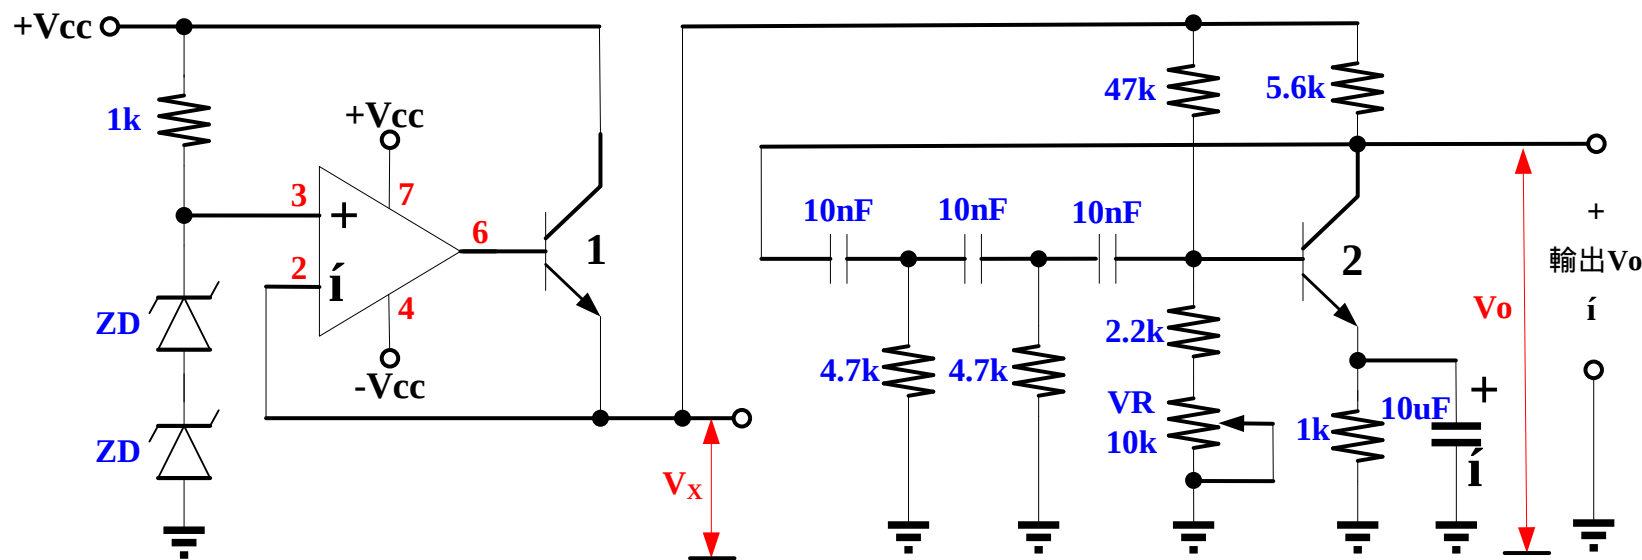 +Vcc
1k
+Vcc
3
7
+
6
1
2
í
4
ZD
-Vcc
ZD
Vx
47k
5.6k
10nF
10nF
10nF
2
+
輸出Vo
í
Vo
4.7k
4.7k
2.2k
VR
10k
1k
10uF
+
í